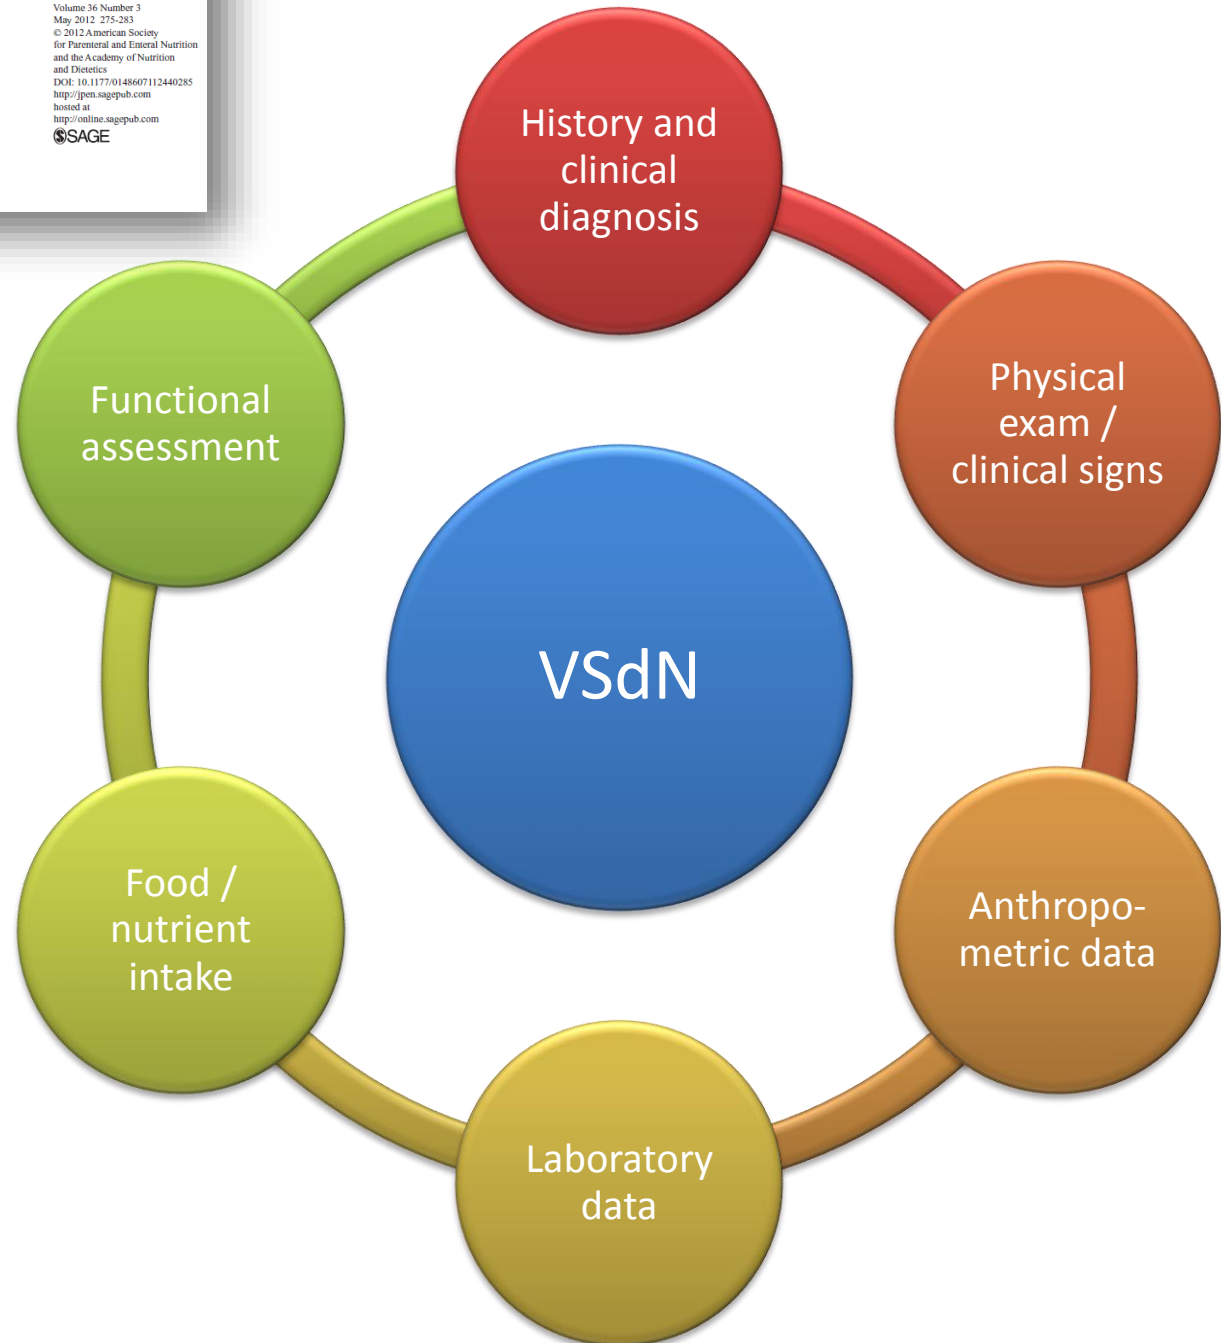 Volume 36 Number 3
May 2012 275-283
© 2012 American Society
for Parenteral and Enteral Nutrition
and the Academy of Nutrition
and Dietetics
DOI: 10.1177/0148607112440285
http://jpen.sagepub.com
hosted at
http://online.sagepub.com
SAGE
History and
clinical
diagnosis
Physical
exam /
clinical signs
Anthropo-
metric data
Laboratory
data
Food /
nutrient
intake
Functional
assessment
VSdN